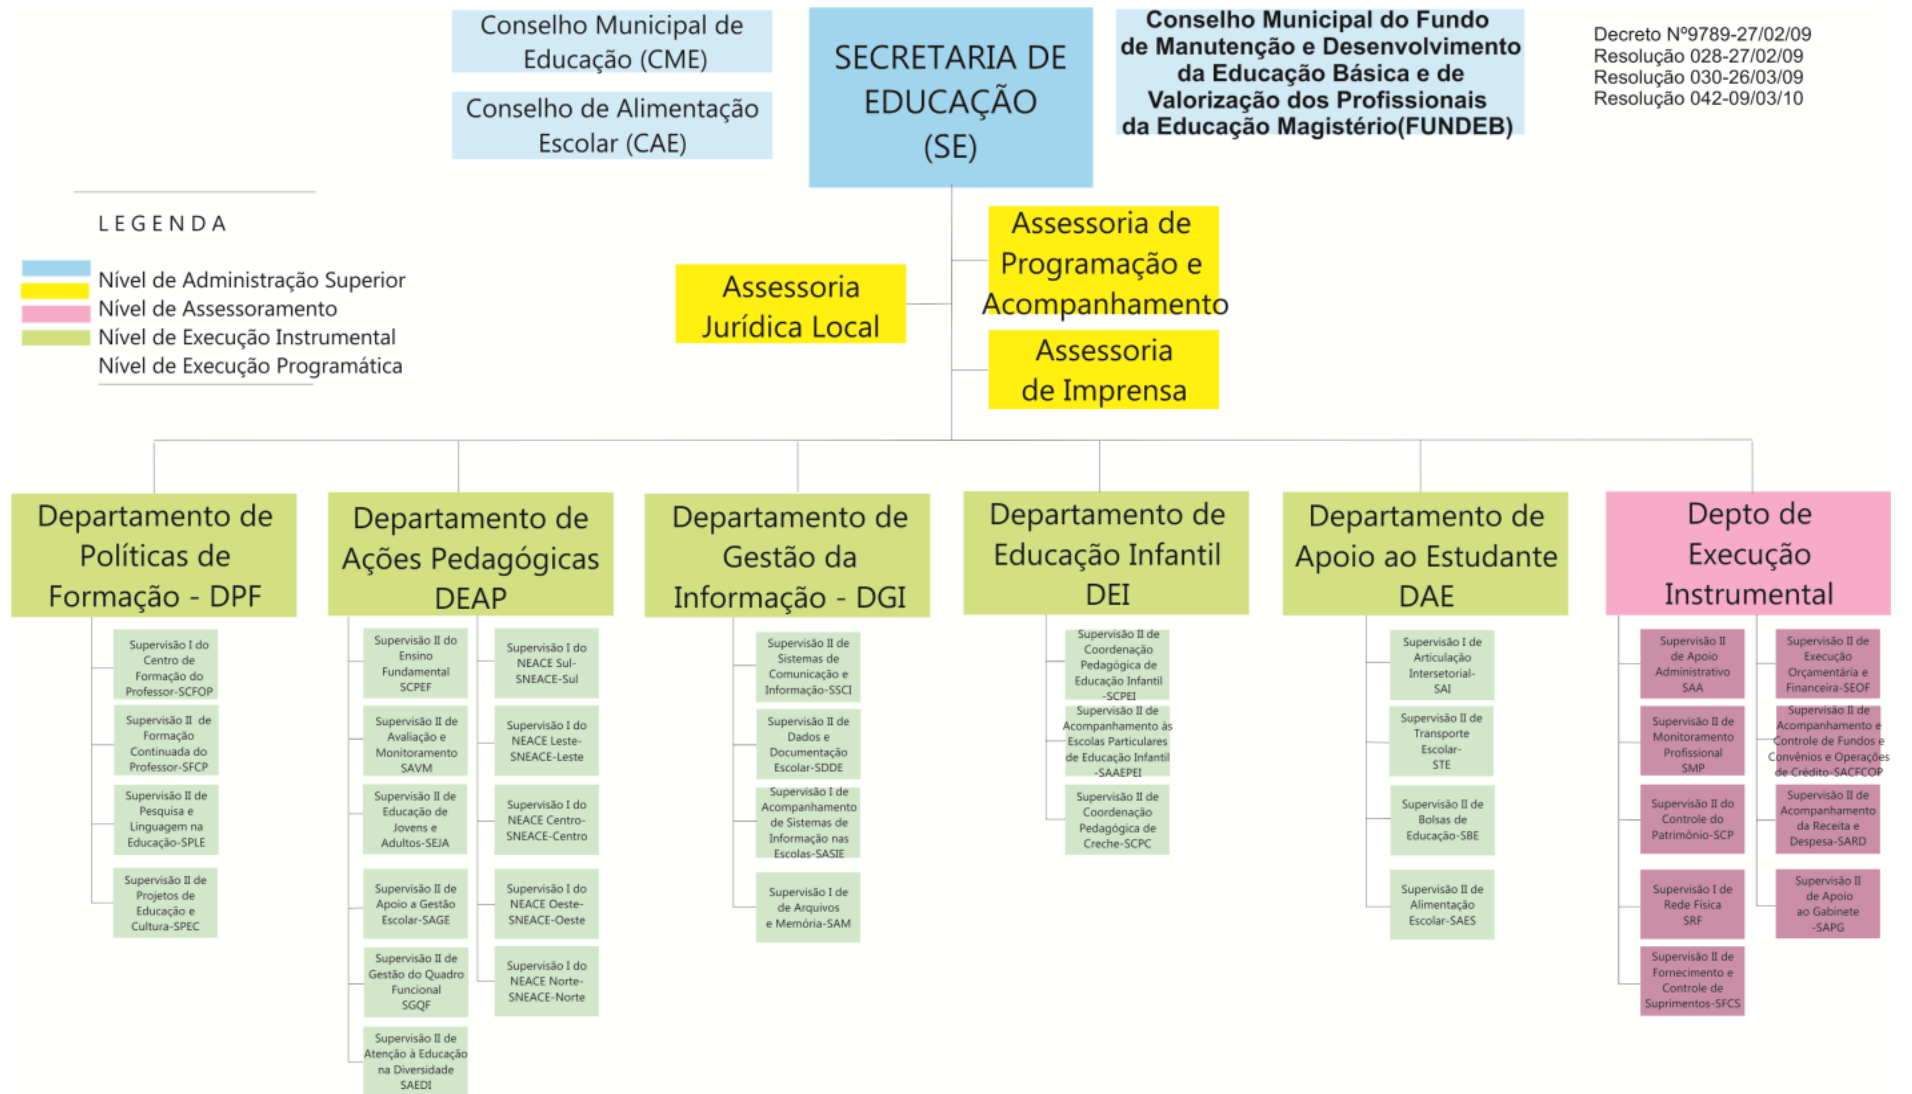 Conselho Municipal de
Educação (CME)
Conselho de Alimentação
Escolar (CAE)
SECRETARIA DE
EDUCAÇÃO
(SE)
Conselho Municipal do Fundo
de Manutenção e Desenvolvimento
da Educação Básica e de
Valorização dos Profissionais
da Educação Magistério(FUNDEB)
Decreto Nº9789-27/02/09
Resolução 028-27/02/09
Resolução 030-26/03/09
Resolução 042-09/03/10
LEGENDA
Nível de Administração Superior
Nível de Assessoramento
Nível de Execução Instrumental
Nível de Execução Programática
Assessoria
Jurídica Local
Assessoria de
Programação e
Acompanhamento
Assessoria
de Imprensa
Departamento de
Políticas de
Formação - DPF
Supervisão I do
Centro de
Formação do
Professor-SCFOP
Supervisão II de
Formação
Continuada do
Professor-SFCP
Supervisão II de
Pesquisa e
Linguagem na
Educação-SPLE
Supervisão II de
Projetos de
Educação e
Cultura-SPEC
Departamento de
Ações Pedagógicas
DEAP
Supervisão II do
Ensino
Fundamental
SCPEF
Supervisão II de
Avaliação e
Monitoramento
SAVM
Supervisão II de
Educação de
Jovens e
Adultos-SEJA
Supervisão II de
Apoio a Gestão
Escolar-SAGE
Supervisão II de
Gestão do Quadro
Funcional
SGQF
Supervisão II de
Atenção à Educação
na Diversidade
SAEDI
Supervisão I do
NEACE Sul-
SNEACE-Sul
Supervisão I do
NEACE Leste-
SNEACE-Leste
Supervisão I do
NEACE Centro-
SNEACE-Centro
Supervisão I do
NEACE Oeste-
SNEACE-Oeste
Supervisão I do
NEACE Norte-
SNEACE-Norte
Departamento de
Gestão da
Informação - DGI
Supervisão II de
Sistemas de
Comunicação e
Informação-SSCI
Supervisão II de
Dados e
Documentação
Escolar-SDDE
Supervisão I de
Acompanhamento
de Sistemas de
Informação nas
Escolas-SASIE
Supervisão I de
de Arquivos
e Memória-SAM
Departamento de
Educação Infantil
DEI
Supervisão II de
Coordenação
Pedagógica de
Educação Infantil
-SCPEI
Supervisão II de
Acompanhamento às
Escolas Particulares
de Educação Infantil
-SAAEPEI
Supervisão II de
Coordenação
Pedagógica de
Creche-SCPC
Departamento de
Apoio ao Estudante
DAE
Supervisão I de
Articulação
Intersetorial-
SAI
Supervisão II de
Transporte
Escolar-
STE
Supervisão II de
Bolsas de
Educação-SBE
Supervisão II de
Alimentação
Escolar-SAES
Depto de
Execução
Instrumental
Supervisão II
de Apoio
Administrativo
SAA
Supervisão II de
Monitoramento
Profissional
SMP
Supervisão II do
Controle do
Patrimônio-SCP
Supervisão I de
Rede Fisica
SRF
Supervisão II de
Fornecimento e
Controle de
Suprimentos-SFCS
Supervisão II de
Execução
Orçamentária e
Financeira-SEOF
Supervisão II de
Acompanhamento e
Controle de Fundos e
Convênios e Operações
de Crédito-SACFCOP
Supervisão II de
Acompanhamento
da Receita e
Despesa-SARD
Supervisão II
de Apoio
ao Gabinete
-SAPG